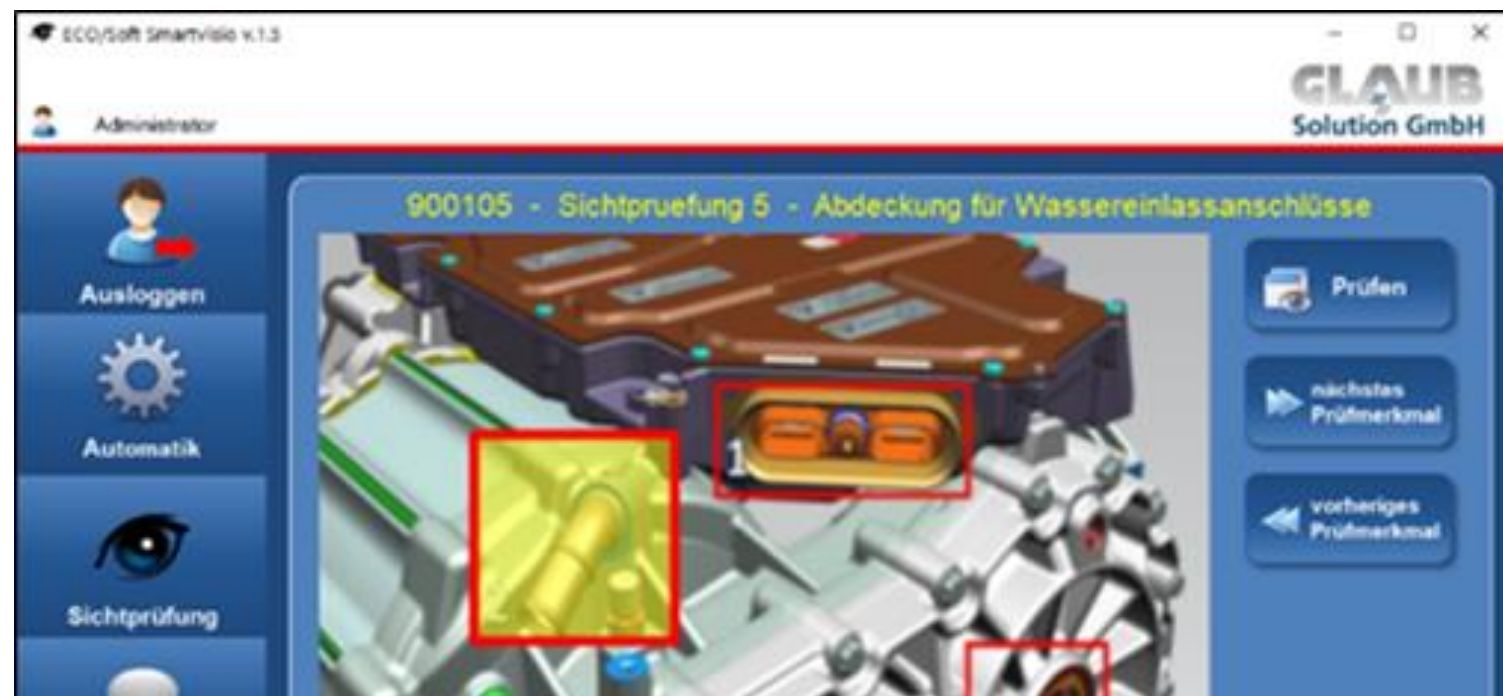 ECO/Soft SmartVisio v.1.5
GLAUB
Solution GmbH
Administrator
900105 - Sichtpruefung 5 - Abdeckung für Wassereinlassanschlüsse
Ausloggen
Prüfen
Automatik
nächstes
Prüfmerkmal
1
vorheriges
Prüfmerkmal
Sichtprüfung